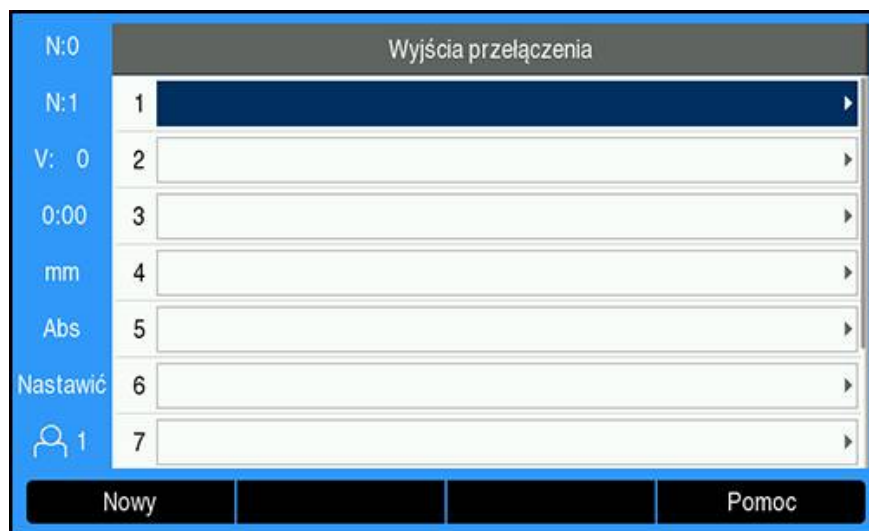 N:0
Wyjścia przełączenia
N:1
1
V: 0
2
0:00
3
mm
4
Abs
5
Nastawić
6
1
7
Nowy
Pomoc